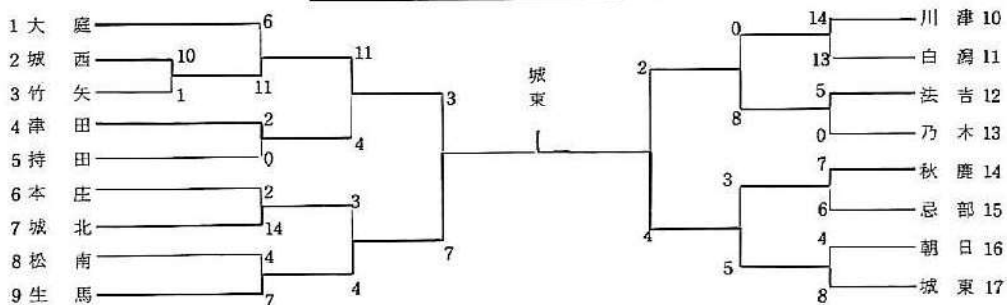 1 大庭 6
2 城西 10
3 竹矢 1
11
11
4 津田 2
5 持田 0
4
3
6 本庄 2
7 城北 14
3
8 松南 4
9 生馬 7
4
7
城東
2
4
0
8
3
5
14 川津 10
13 白潟 11
5 法吉 12
0 乃木 13
7 秋鹿 14
6 忌部 15
4 朝日 16
8 城東 17